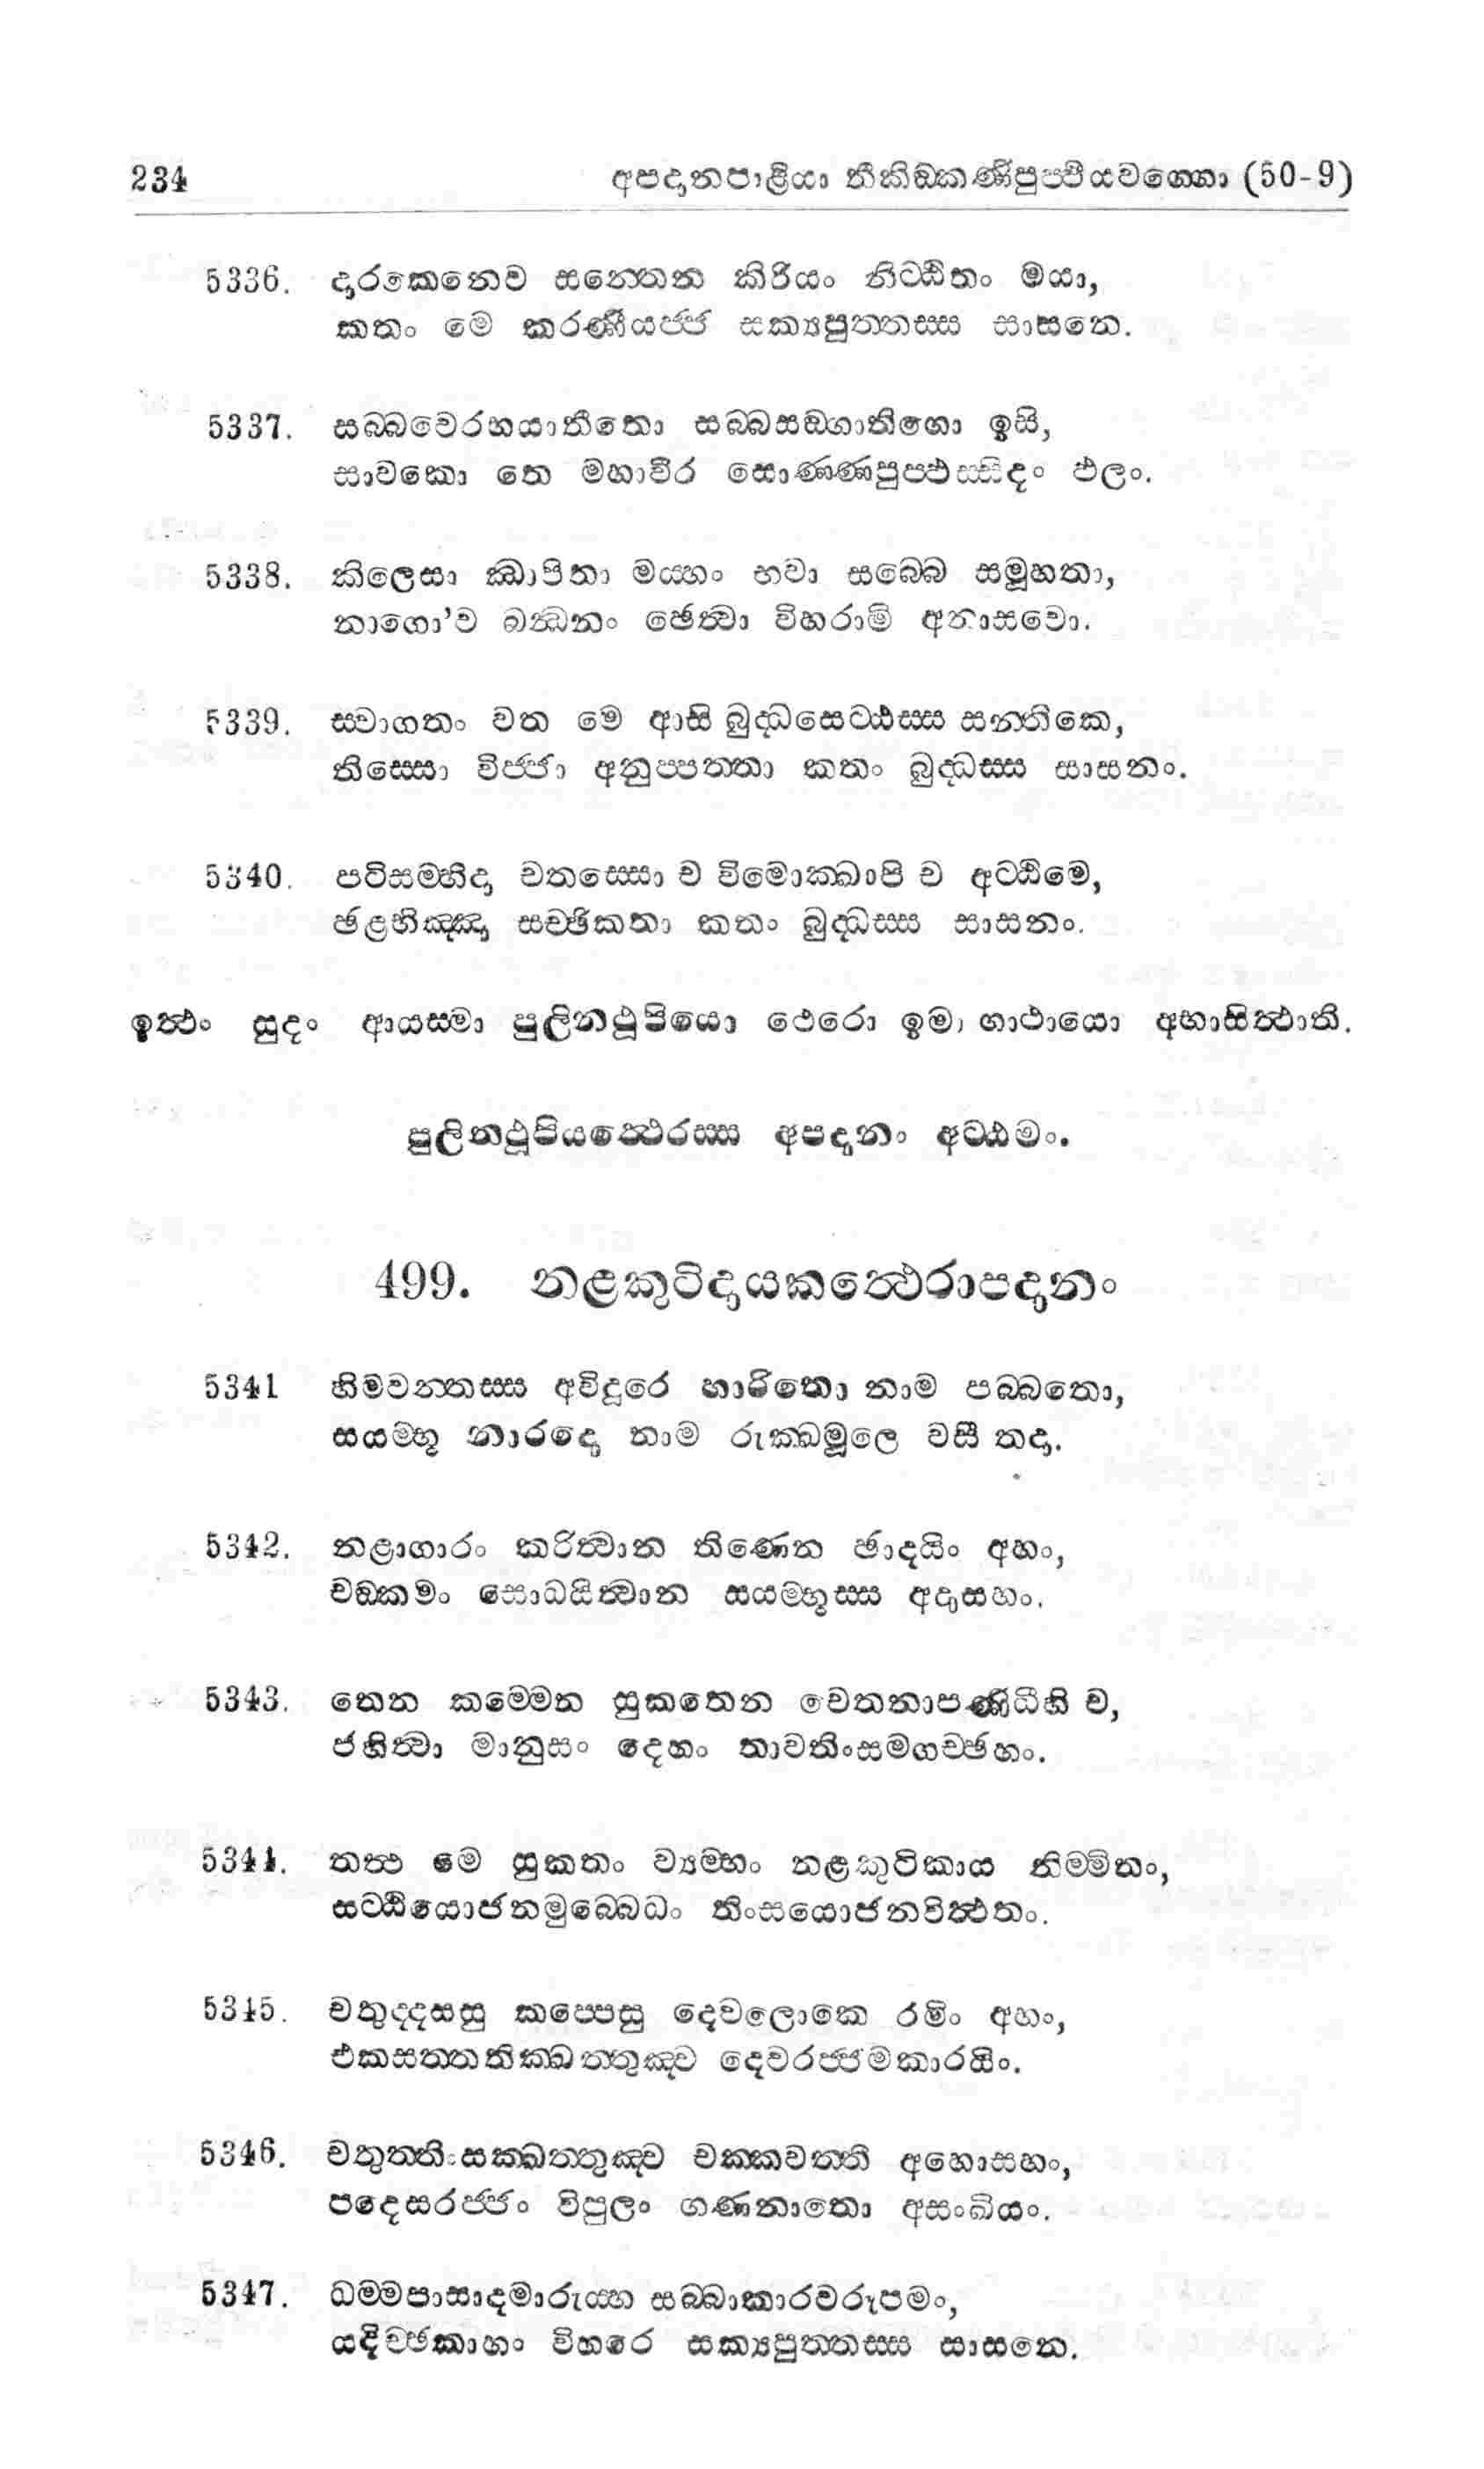 234 අපදානපාළියා කීකිඞ්කණිපුප්ඵියවග්ගො (50-9)
5336. දාරකෙනෙව සන්තෙන කිරියං නිට්ඨිතං මයා,
කතං මෙ කරණීයජ්ජ සක්‍යපුත්තස්ස සාසනෙ.
5337. සබ්බවෙරභයාතීතො සබ්බසඞ්ගාතිගො ඉසි,
සාවකො තෙ මහාවීර සොණ්ණපුප්ඵස්සිදං ඵලං.
5338. කිලෙසා ඣාපිතා මය්හං භවා සබ්බෙ සමූහතා,
නාගො’ව බන්ධනං ඡෙත්වා විහරාමි අනාසවො.
5339. ස්වාගතං වත මෙ ආසි බුද්ධසෙට්ඨස්ස සන්තිකෙ,
තිස්සො විජ්ජා අනුප්පත්තා කතං බුද්ධස්ස සාසනං.
5340. පටිසම්භිදා චතස්සො ච විමොක්ඛාපි ච අට්ඨිමෙ,
ඡළභිඤ්ඤා සච්ඡිකතා කතං බුද්ධස්ස සාසනං.
ඉත්ථං සුදං ආයස්මා පුලිනථූපියො ථෙරො ඉමා ගාථායො අභාසිත්ථාති.
පුලිනථූපියත්ථෙරස්ස අපදානං අට්ඨමං.
499. නළකුටිදායකත්ථෙරාපදානං
5341 හිමවන්තස්ස අවිදූරෙ හාරිතො නාම පබ්බතො,
සයම්භූ නාරදො නාම රුක්ඛමූලෙ වසී තදා.
5342. නළාගාරං කරිත්වාන තිණෙන ඡාදයිං අහං,
චඞ්කමං සොධයිත්වාන සයම්භුස්ස අදාසහං.
5343. තෙන කම්මෙන සුකතෙන චෙතනාපණිධීහි ච,
ජහිත්වා මානුසං දෙහං තාවතිංසමගච්ඡහං.
5344. තත්ථ මෙ සුකතං ව්‍යම්හං නළකුටිකාය නිම්මිතං,
සට්ඨියොජනමුබ්බෙධං තිංසයොජනවිත්ථතං.
5345. චතුද්දසසු කප්පෙසු දෙවලොකෙ රමිං අහං,
එකසත්තතික්ඛත්තුඤ්ච දෙවරජ්ජමකාරයිං.
5346. චතුත්තිංසක්ඛත්තුඤ්ච චක්කවත්තී අහොසහං,
පදෙසරජ්ජං විපුලං ගණනාතො අසංඛියං.
5347. ධම්මපාසාදමාරුය්හ සබ්බාකාරවරූපමං,
යදිච්ඡකාහං විහරෙ සක්‍යපුත්තස්ස සාසනෙ.